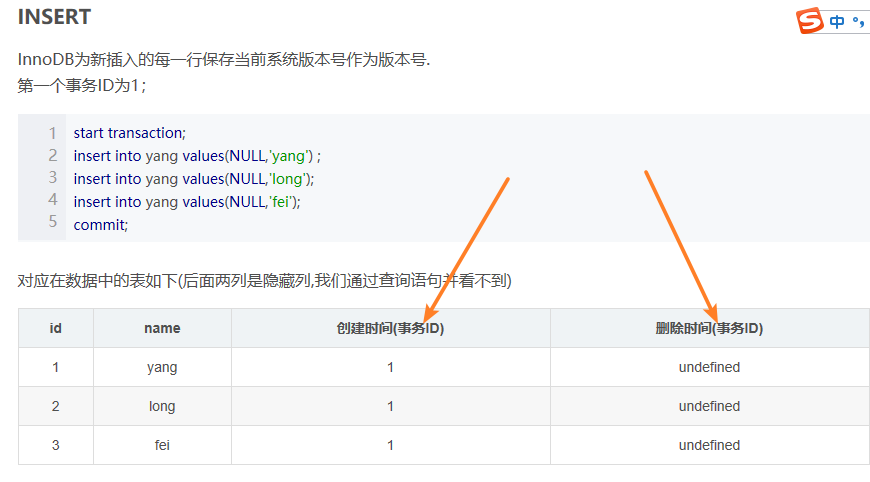 INSERT
S 中 °,
InnoDB为新插入的每一行保存当前系统版本号作为版本号.
第一个事务ID为1；
1 start transaction;
2 insert into yang values(NULL,'yang') ;
3 insert into yang values(NULL,'long');
4 insert into yang values(NULL,'fei');
5 commit;
对应在数据中的表如下(后面两列是隐藏列,我们通过查询语句并看不到)
id name 创建时间(事务ID) 删除时间(事务ID)
1 yang 1 undefined
2 long 1 undefined
3 fei 1 undefined